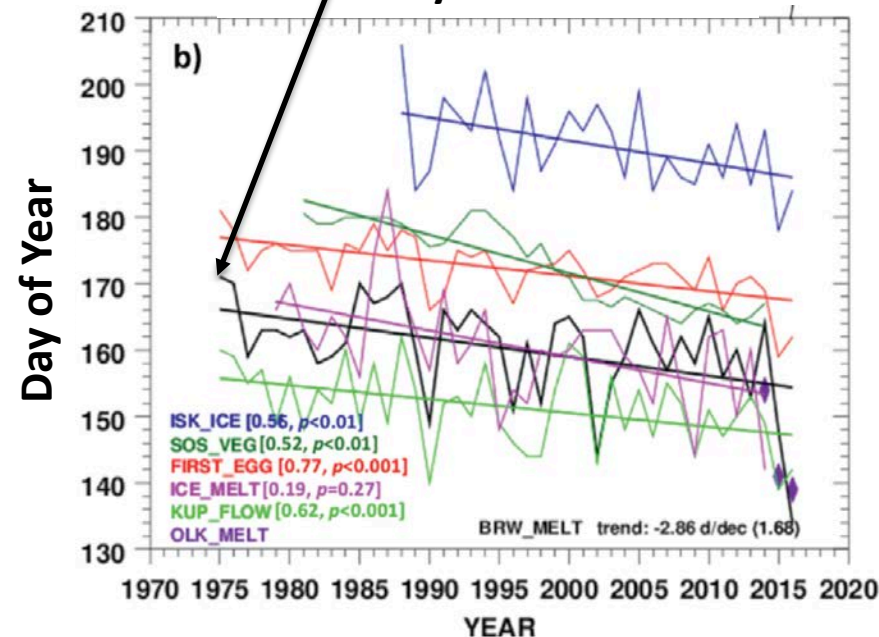 210
200
190
180
170
160
150
140
130
Day of Year
b)
ISK_ICE [0.56, p<0.01]
SOS_VEG [0.52, p<0.01]
FIRST_EGG [0.77, p<0.001]
ICE_MELT [0.19, p=0.27]
KUP_FLOW [0.62, p<0.001]
OLK_MELT
BRW_MELT trend: -2.86 d/dec (1.68)
1970 1975 1980 1985 1990 1995 2000 2005 2010 2015 2020
YEAR